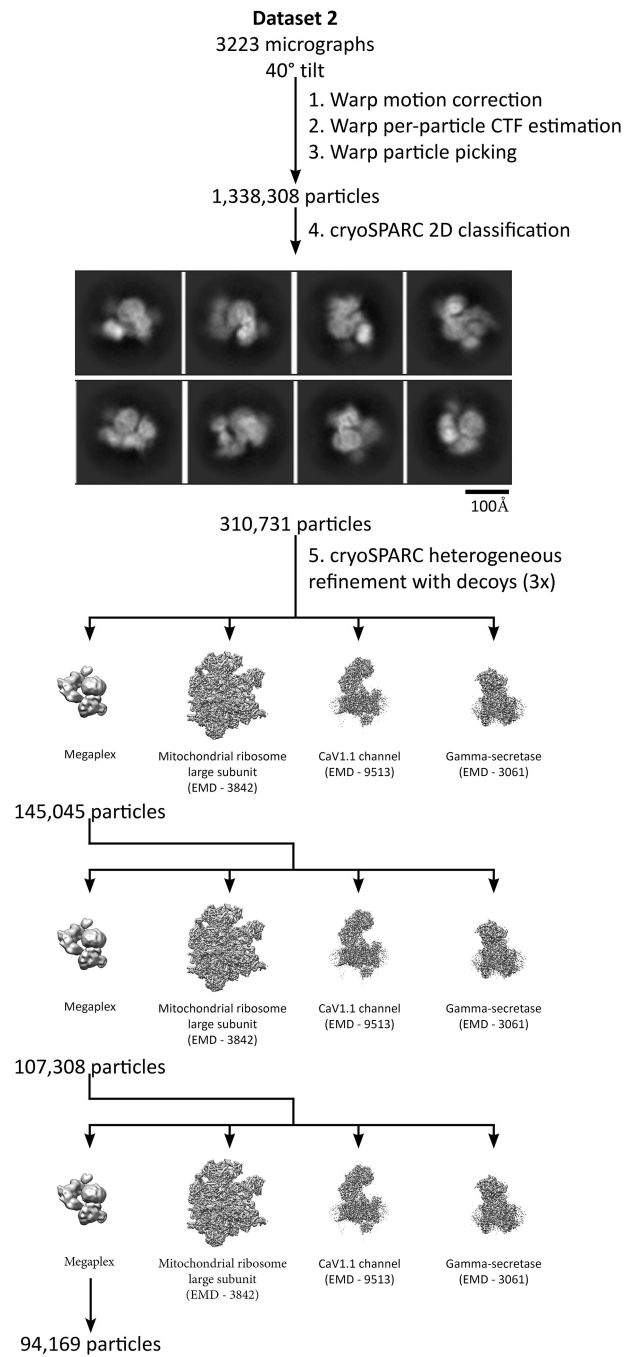 Dataset 2
3223 micrographs
40° tilt
1. Warp motion correction
2. Warp per-particle CTF estimation
3. Warp particle picking
1,338,308 particles
4. cryoSPARC 2D classification
100Å
310,731 particles
5. cryoSPARC heterogeneous
refinement with decoys (3x)
Megaplex
Mitochondrial ribosome
large subunit
(EMD - 3842)
CaV1.1 channel
(EMD - 9513)
Gamma-secretase
(EMD - 3061)
145,045 particles
Megaplex
Mitochondrial ribosome
large subunit
(EMD - 3842)
CaV1.1 channel
(EMD - 9513)
Gamma-secretase
(EMD - 3061)
107,308 particles
Megaplex
Mitochondrial ribosome
large subunit
(EMD - 3842)
CaV1.1 channel
(EMD - 9513)
Gamma-secretase
(EMD - 3061)
94,169 particles